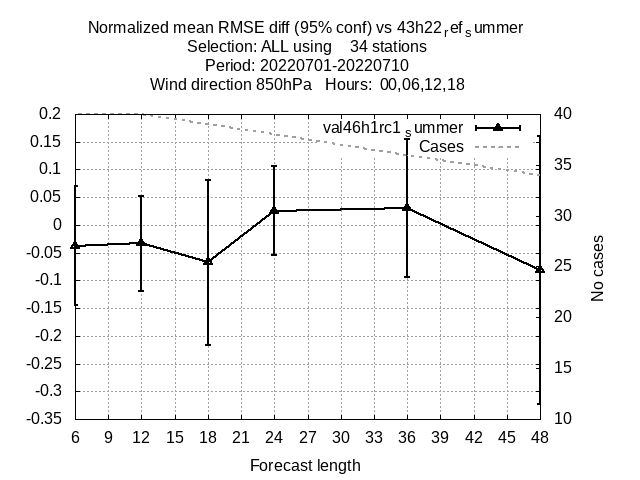 Normalized mean RMSE diff (95% conf) vs 43h22refsummer
Selection: ALL using 34 stations
Period: 20220701-20220710
Wind direction 850hPa Hours: 00,06,12,18
val46h1rc1summer
Cases
0.2
0.15
0.1
0.05
0
-0.05
-0.1
-0.15
-0.2
-0.25
-0.3
-0.35
40
35
30
25
20
15
10
No cases
6 9 12 15 18 21 24 27 30 33 36 39 42 45 48
Forecast length